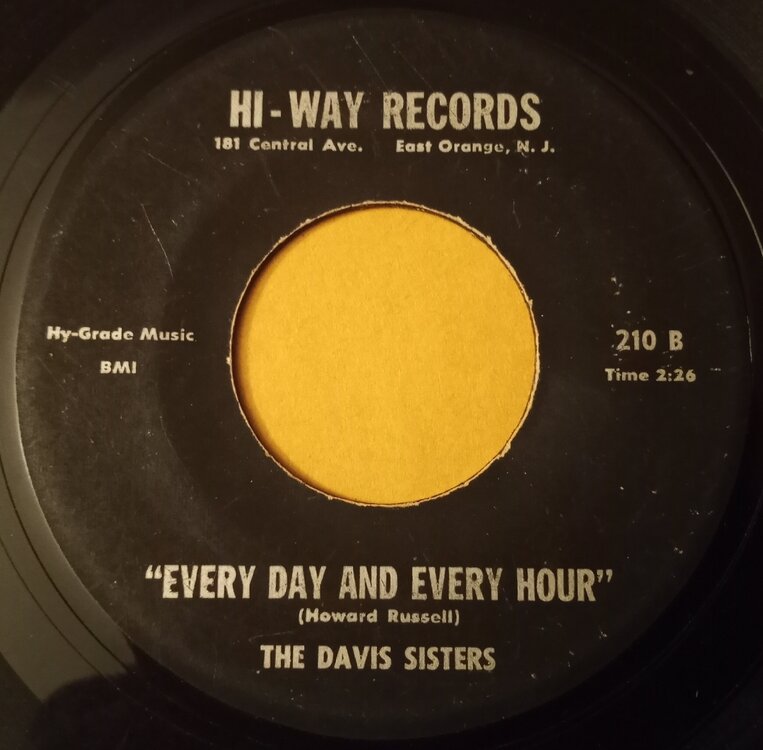 HI-WAY RECORDS
181 Central Ave. East Orange, N. J.
Hy-Grade Music
BMI
210 B
Time 2:26
"EVERY DAY AND EVERY HOUR"
(Howard Russell)
THE DAVIS SISTERS